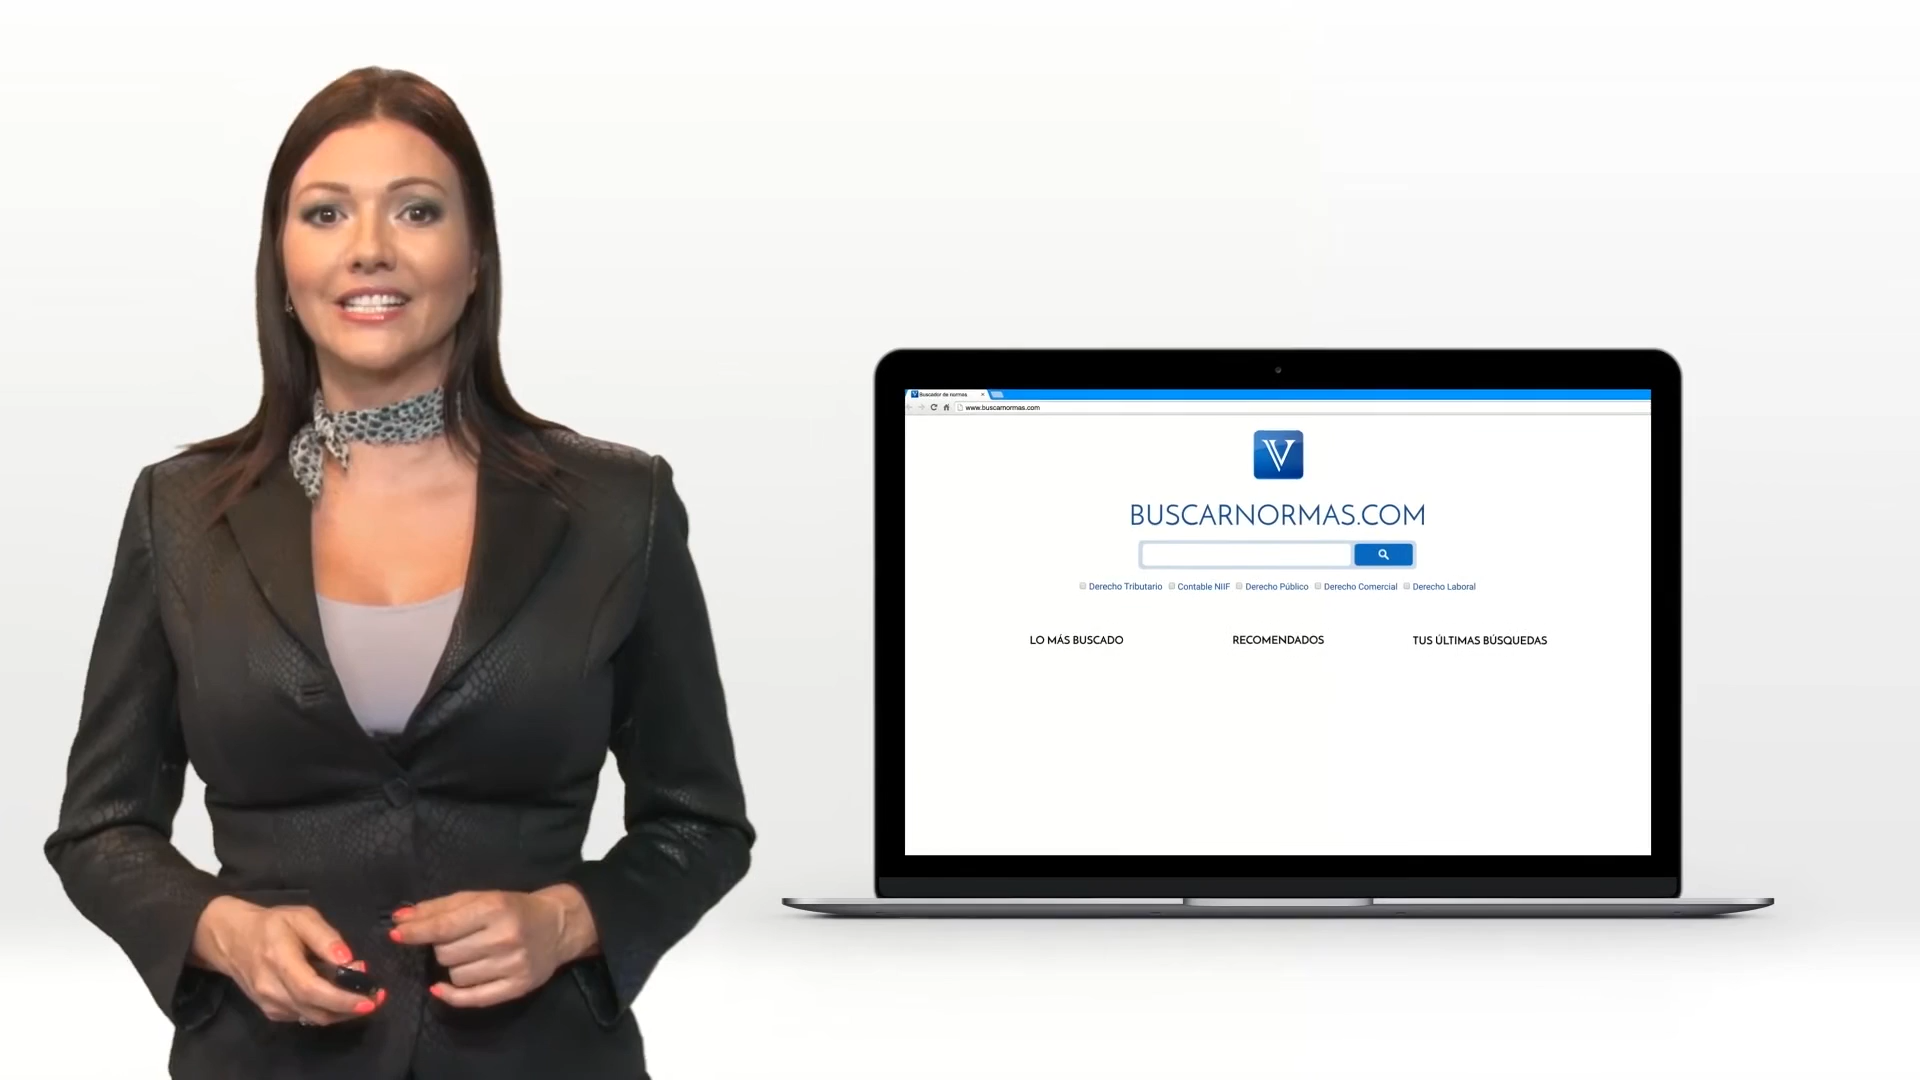 Buscador de normas
www.buscarnormas.com
V
BUSCARNORMAS.COM
Derecho Tributario Contable NIIF Derecho Público Derecho Comercial Derecho Laboral
LO MÁS BUSCADO RECOMENDADOS TUS ÚLTIMAS BÚSQUEDAS